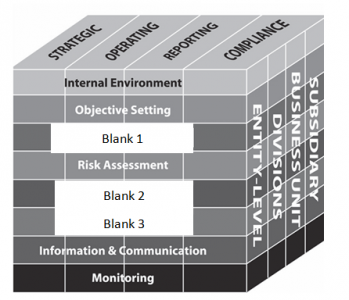 STRATEGIC
OPERATING
REPORTING
COMPLIANCE
Internal Environment
Objective Setting
Blank 1
Risk Assessment
Blank 2
Blank 3
Information & Communication
Monitoring
ENTITY-LEVEL
DIVISIONS
BUSINESS UNIT
SUBSIDIARY